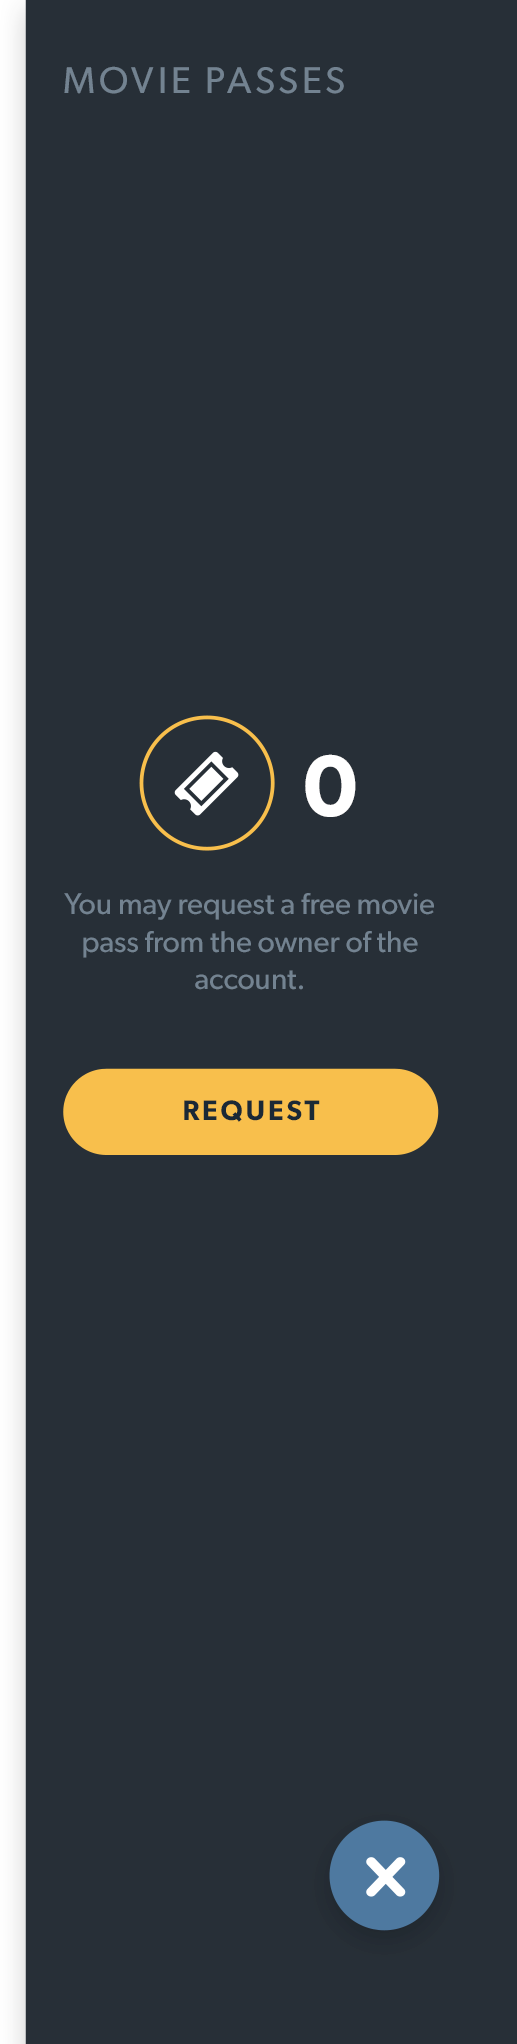 MOVIE PASSES
0
You may request a free movie
pass from the owner of the
account.
REQUEST